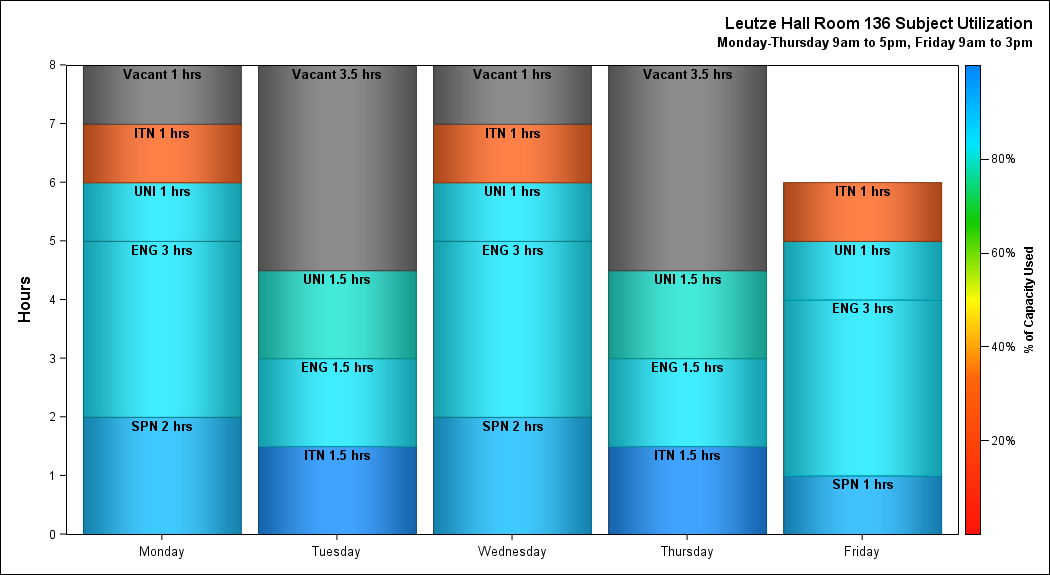 Leutze Hall Room 136 Subject Utilization
Monday-Thursday 9am to 5pm, Friday 9am to 3pm
Hours
8
7
6
5
4
3
2
1
0
Vacant 1 hrs
ITN 1 hrs
UNI 1 hrs
ENG 3 hrs
SPN 2 hrs
Vacant 3.5 hrs
UNI 1.5 hrs
ENG 1.5 hrs
ITN 1.5 hrs
Vacant 1 hrs
ITN 1 hrs
UNI 1 hrs
ENG 3 hrs
SPN 2 hrs
Vacant 3.5 hrs
UNI 1.5 hrs
ENG 1.5 hrs
ITN 1.5 hrs
ITN 1 hrs
UNI 1 hrs
ENG 3 hrs
SPN 1 hrs
Monday
Tuesday
Wednesday
Thursday
Friday
80%
60%
40%
20%
% of Capacity Used